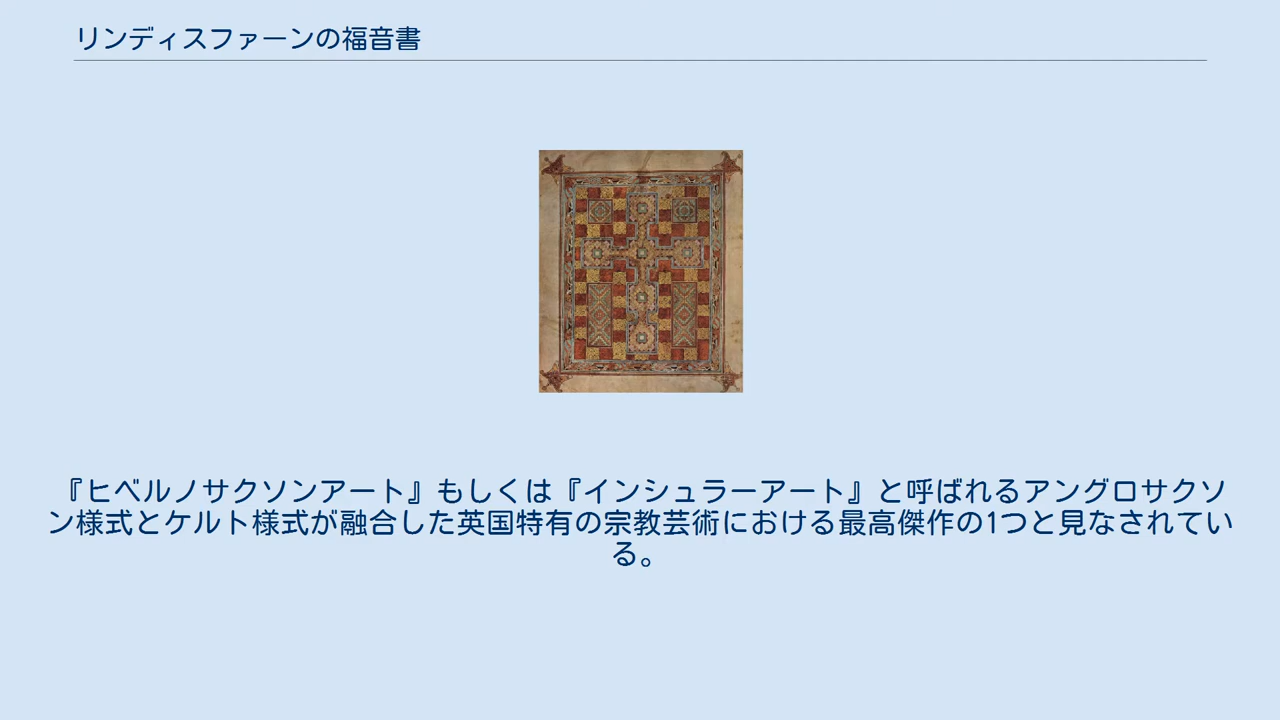 リンディスファーンの福音書
『ヒベルノサクソンアート』もしくは『インシュラーアート』と呼ばれるアングロサクソ
ン様式とケルト様式が融合した英国特有の宗教芸術における最高傑作の1つと見なされてい
る。